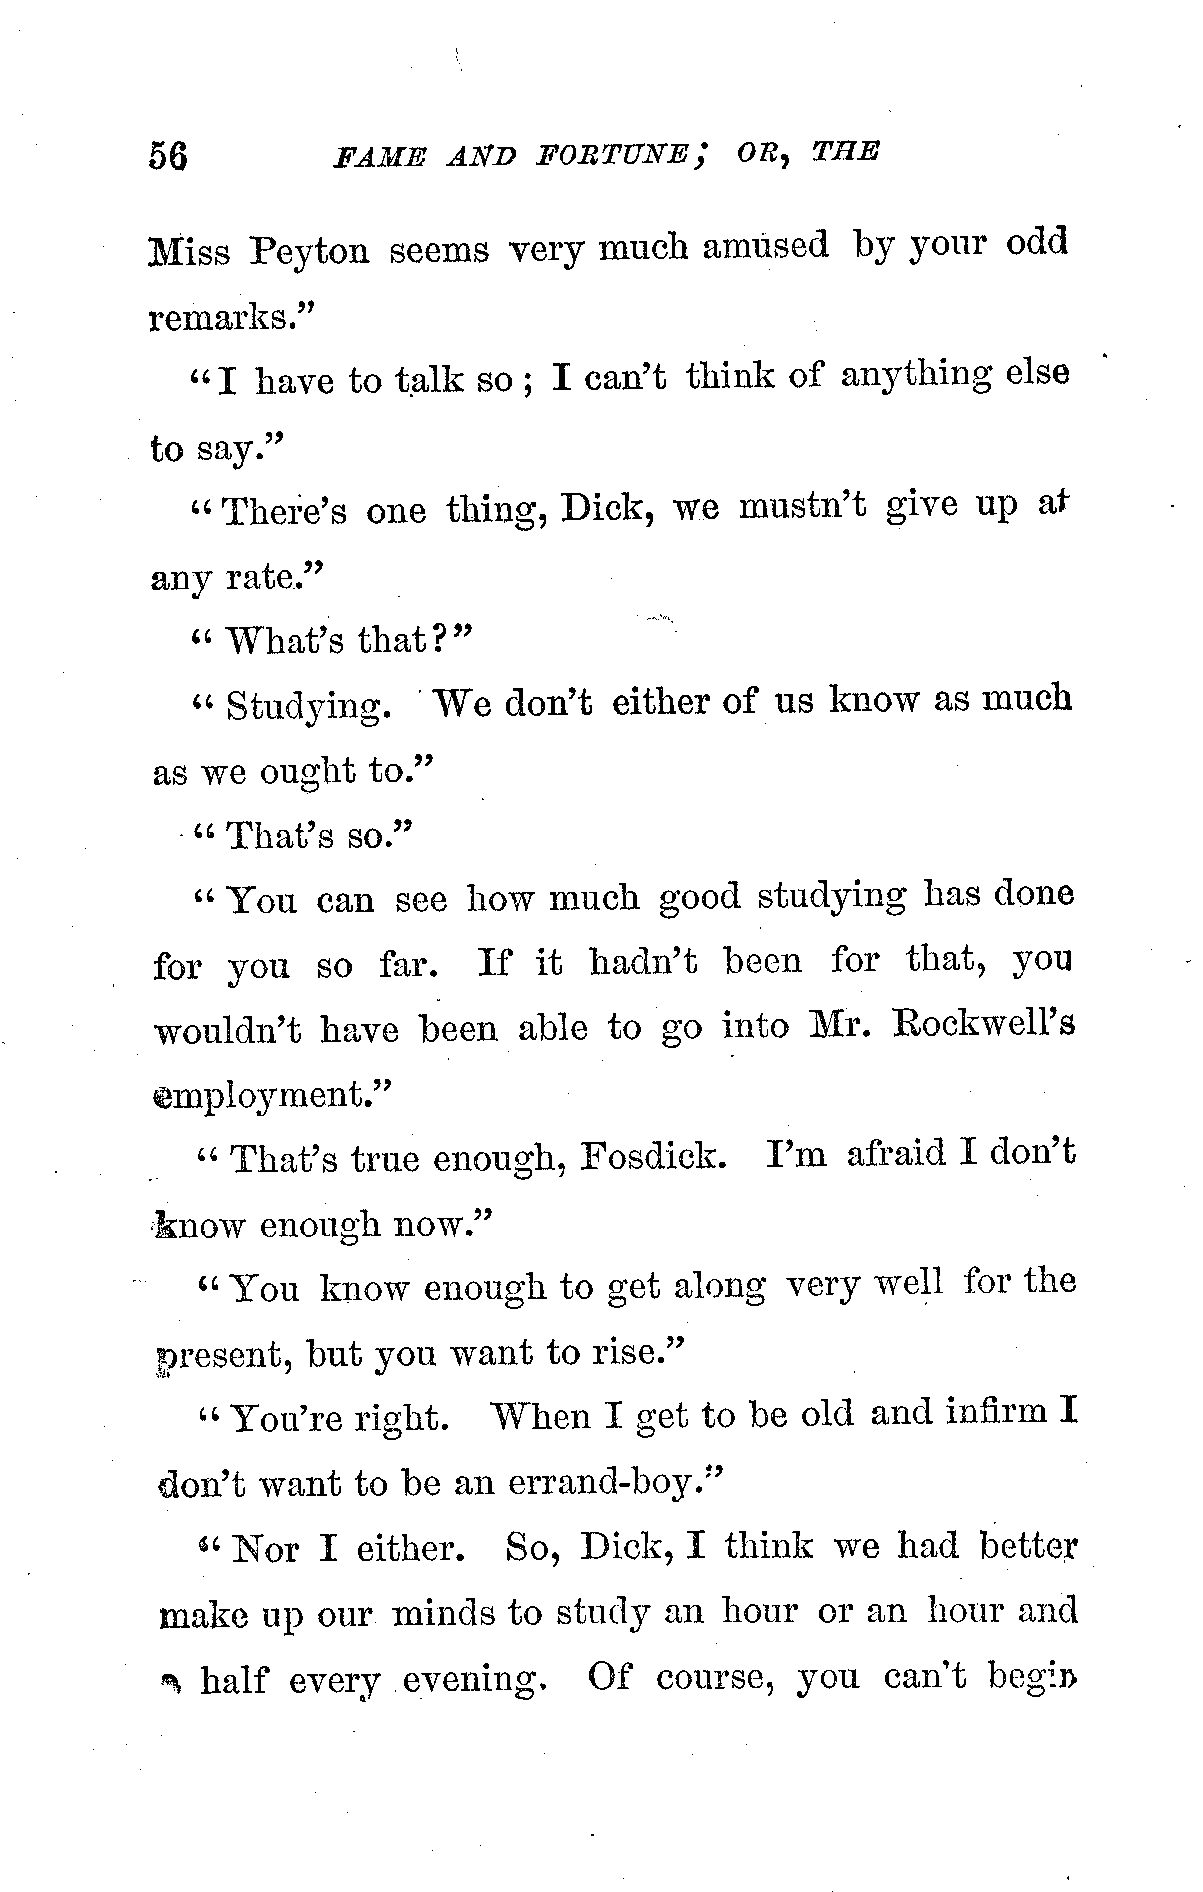 56 FAME AND FORTUNE; OR, THE
Miss Peyton seems very much amused by your odd
remarks."
"I have to talk so; I can't think of anything else
to say."
"There's one thing, Dick, we mustn't give up at
any rate."
"What's that?"
"Studying. We don't either of us know as much
as we ought to."
"That's so."
"You can see how much good studying has done
for you so far. If it hadn't been for that, you
wouldn't have been able to go into Mr. Rockwell's
employment."
"That's true enough, Fosdick. I'm afraid I don't
know enough now."
"You know enough to get along very well for the
present, but you want to rise."
"You're right. When I get to be old and infirm I
don't want to be an errand-boy."
"Nor I either. So, Dick, I think we had better
make up our minds to study an hour or an hour and
a half every evening. Of course, you can't begin